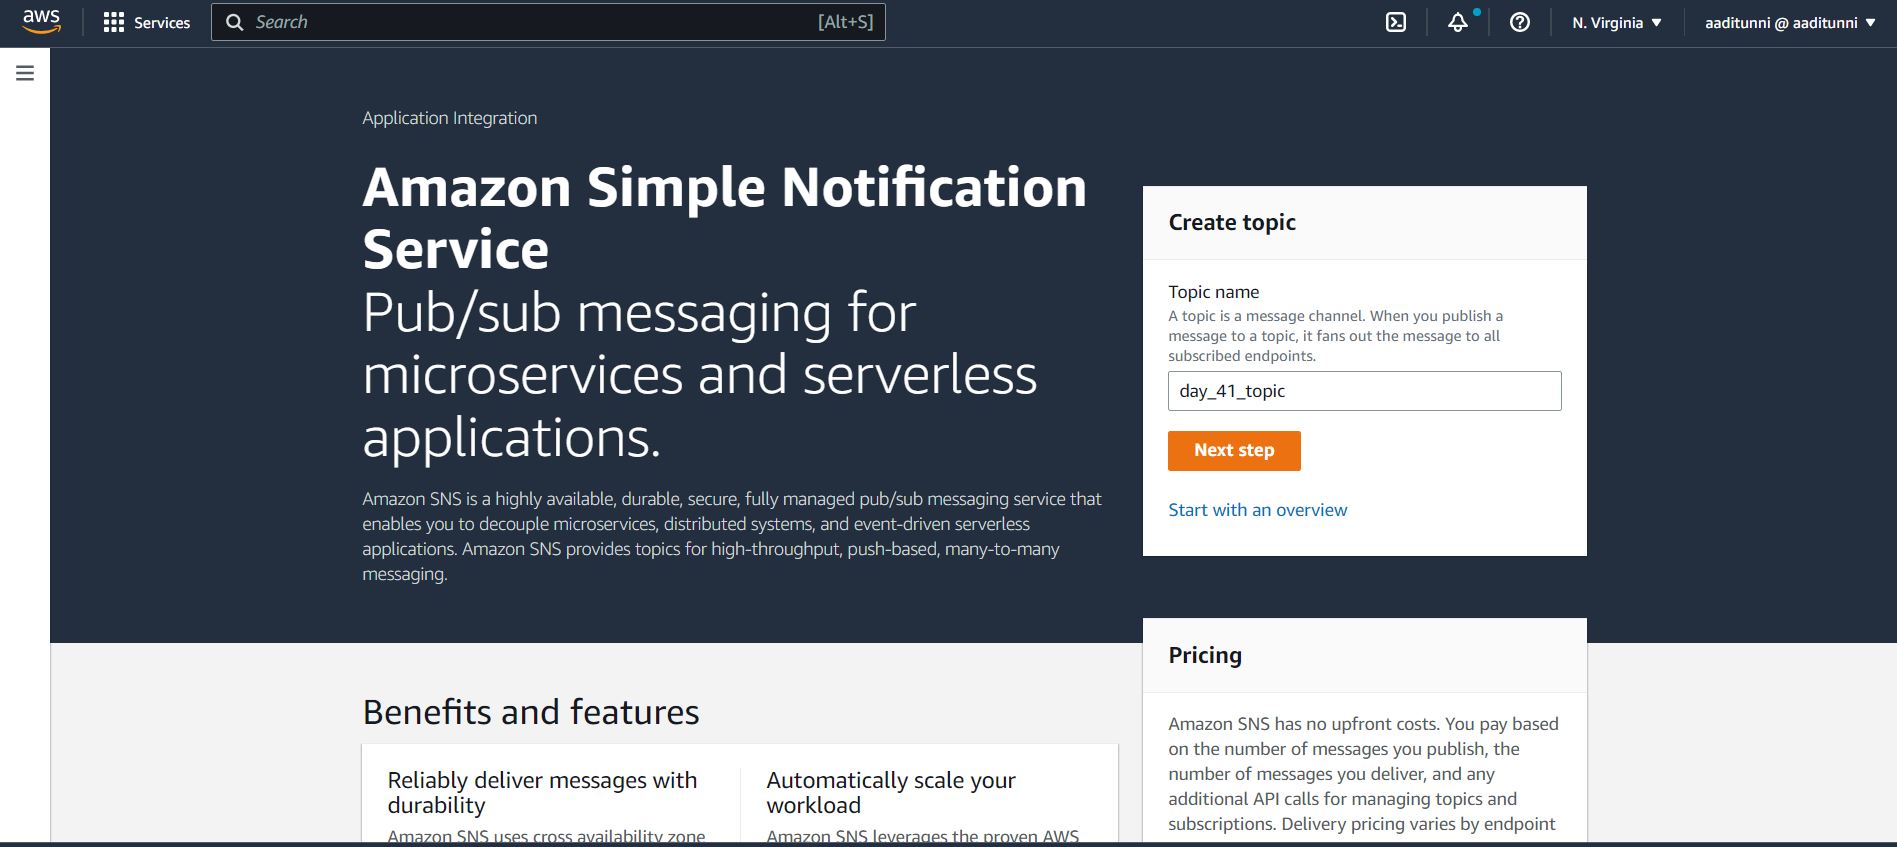 aws
Services
Search
[Alt+S]
N. Virginia
aaditunni @ aaditunni
Application Integration
Amazon Simple Notification
Service
Pub/sub messaging for
microservices and serverless
applications.
Amazon SNS is a highly available, durable, secure, fully managed pub/sub messaging service that
enables you to decouple microservices, distributed systems, and event-driven serverless
applications. Amazon SNS provides topics for high-throughput, push-based, many-to-many
messaging.
Create topic
Topic name
A topic is a message channel. When you publish a
message to a topic, it fans out the message to all
subscribed endpoints.
day_41_topic
Next step
Start with an overview
Pricing
Amazon SNS has no upfront costs. You pay based
on the number of messages you publish, the
number of messages you deliver, and any
additional API calls for managing topics and
subscriptions. Delivery pricing varies by endpoint
Benefits and features
Reliably deliver messages with
durability
Amazon SNS uses cross availability zone
Automatically scale your
workload
Amazon SNS leverages the proven AWS